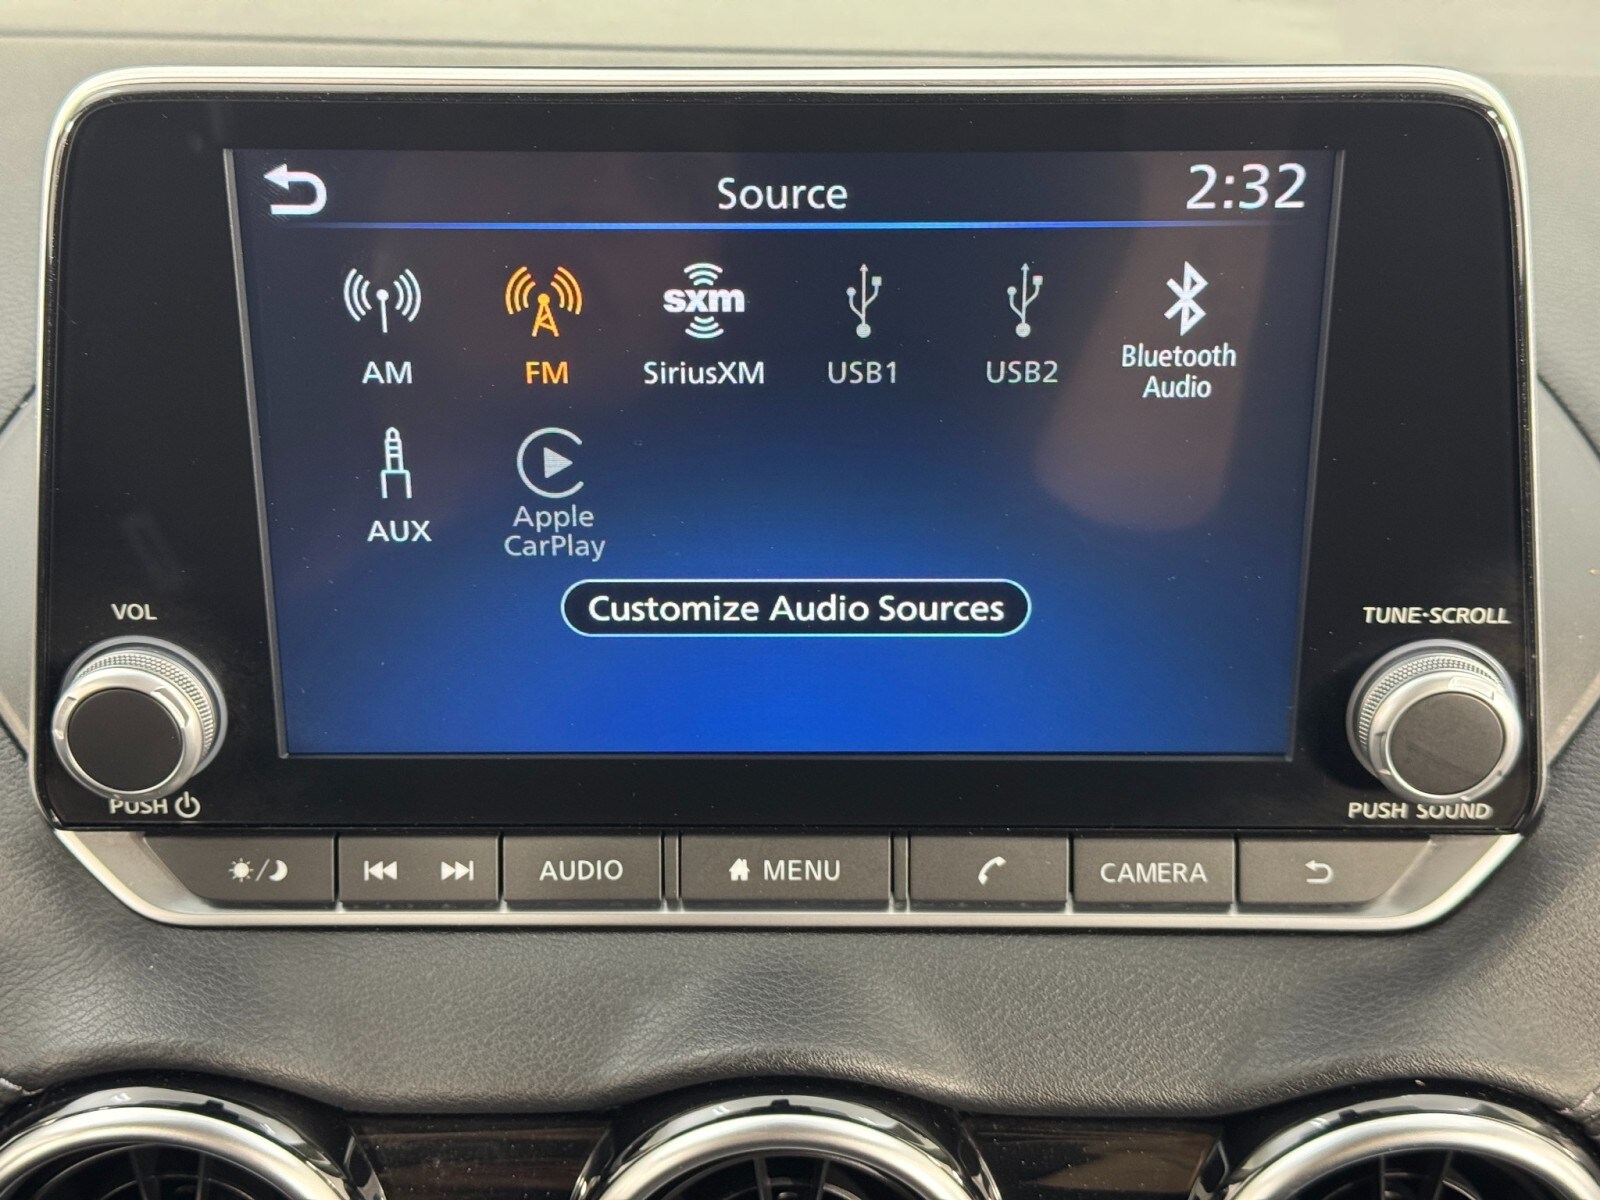 Source
2:32
AM
FM
sxm
SiriusXM
USB1
USB2
Bluetooth
Audio
AUX
Apple
CarPlay
Customize Audio Sources
VOL
PUSH
TUNE·SCROLL
PUSH SOUND
AUDIO
MENU
CAMERA